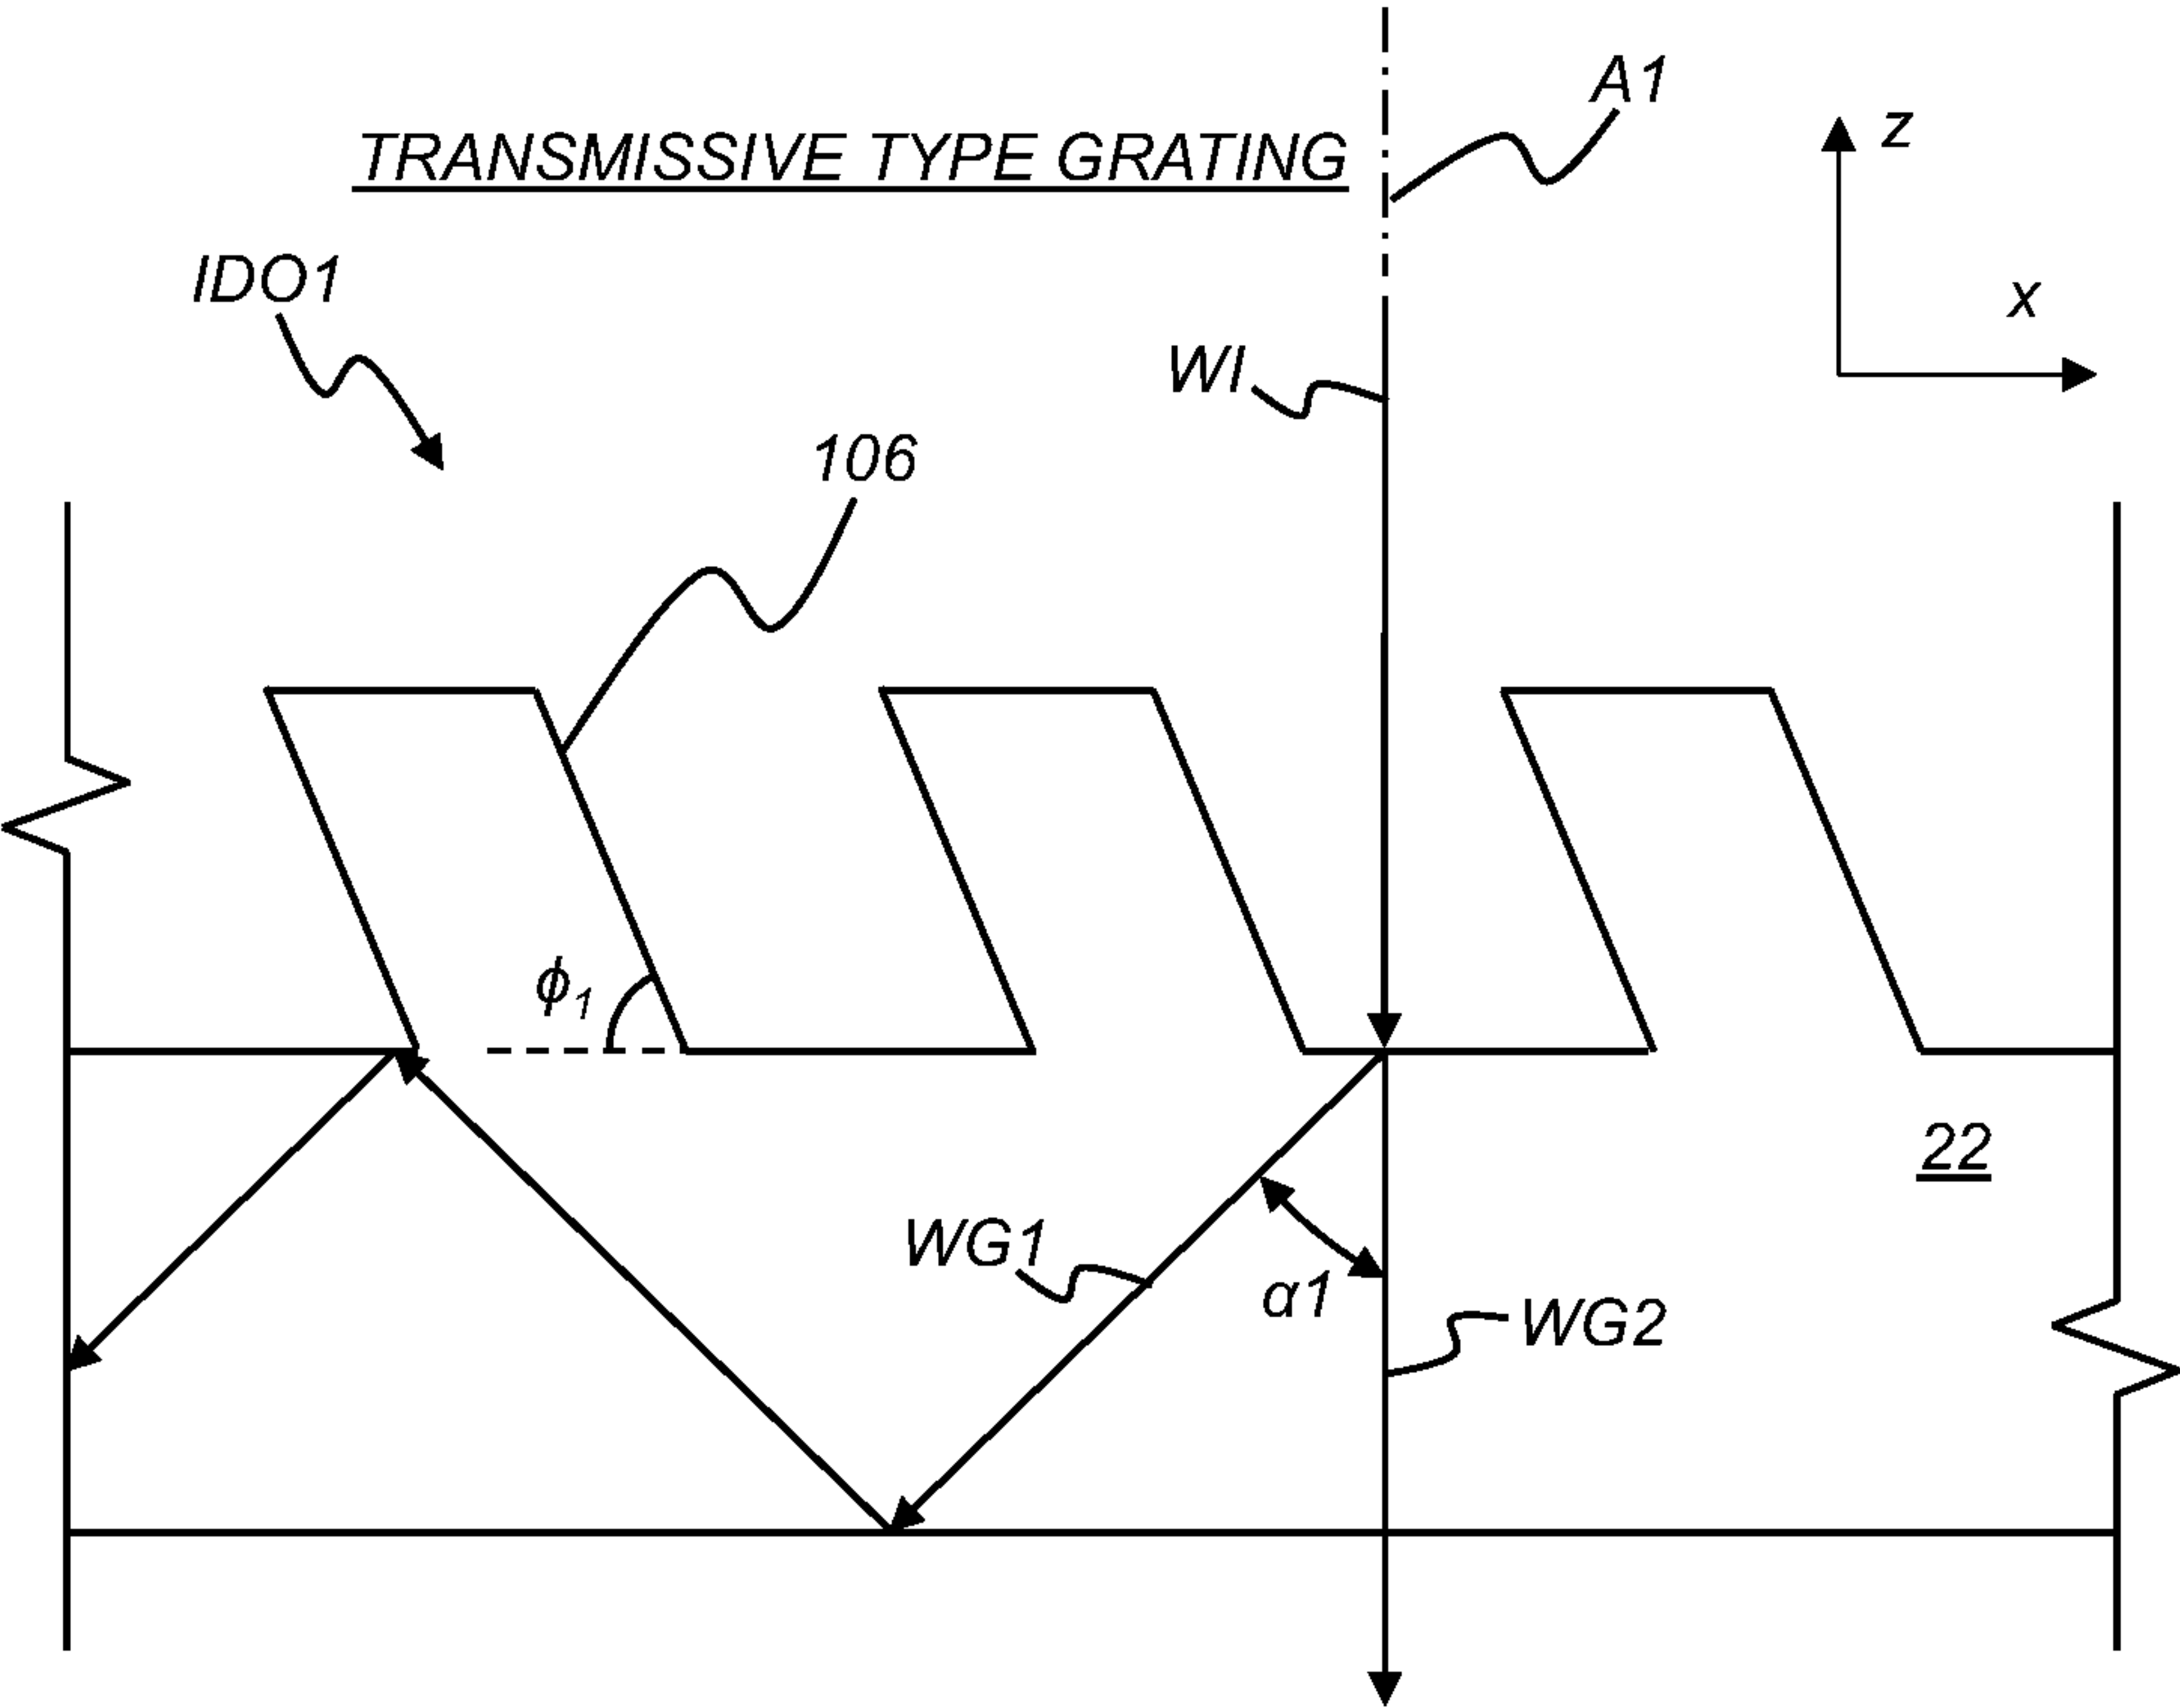 A1
z
TRANSMISSIVE TYPE GRATING
IDO1
x
WI
106
ϕ1
22
WG1
α1
WG2